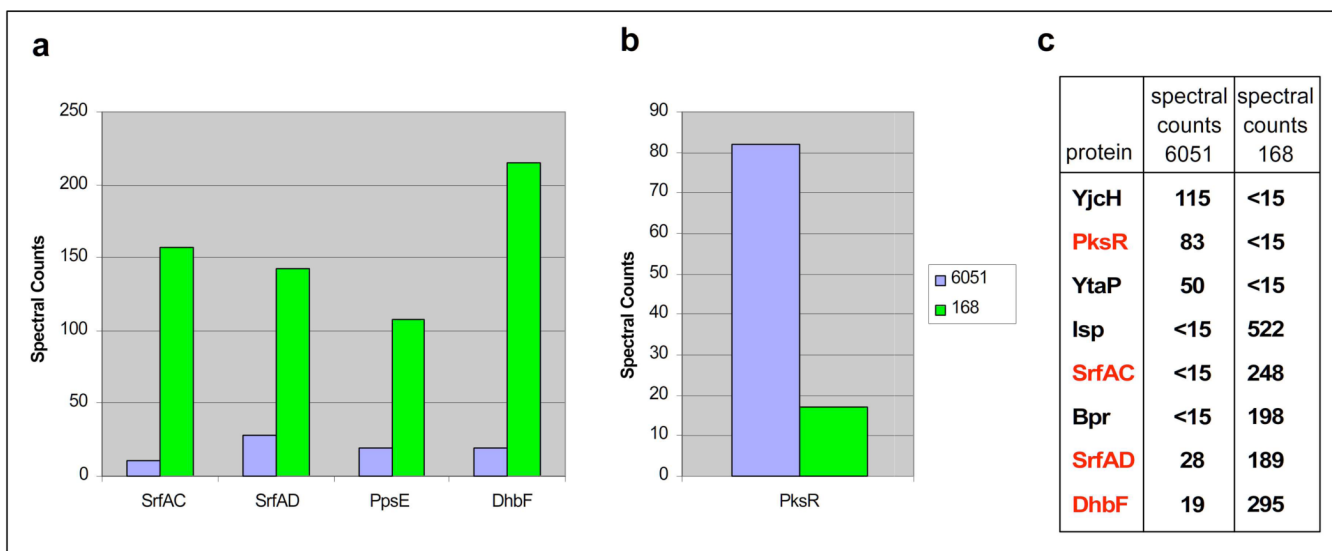 a
250
200
150
100
50
0
Spectral Counts
SrfAC SrfAD PpsE DhbF
b
90
80
70
60
50
40
30
20
10
0
Spectral Counts
PksR
6051
168
c
spectral spectral
counts counts
protein 6051 168
YjcH 115 <15
PksR 83 <15
YtaP 50 <15
Isp <15 522
SrfAC <15 248
Bpr <15 198
SrfAD 28 189
DhbF 19 295